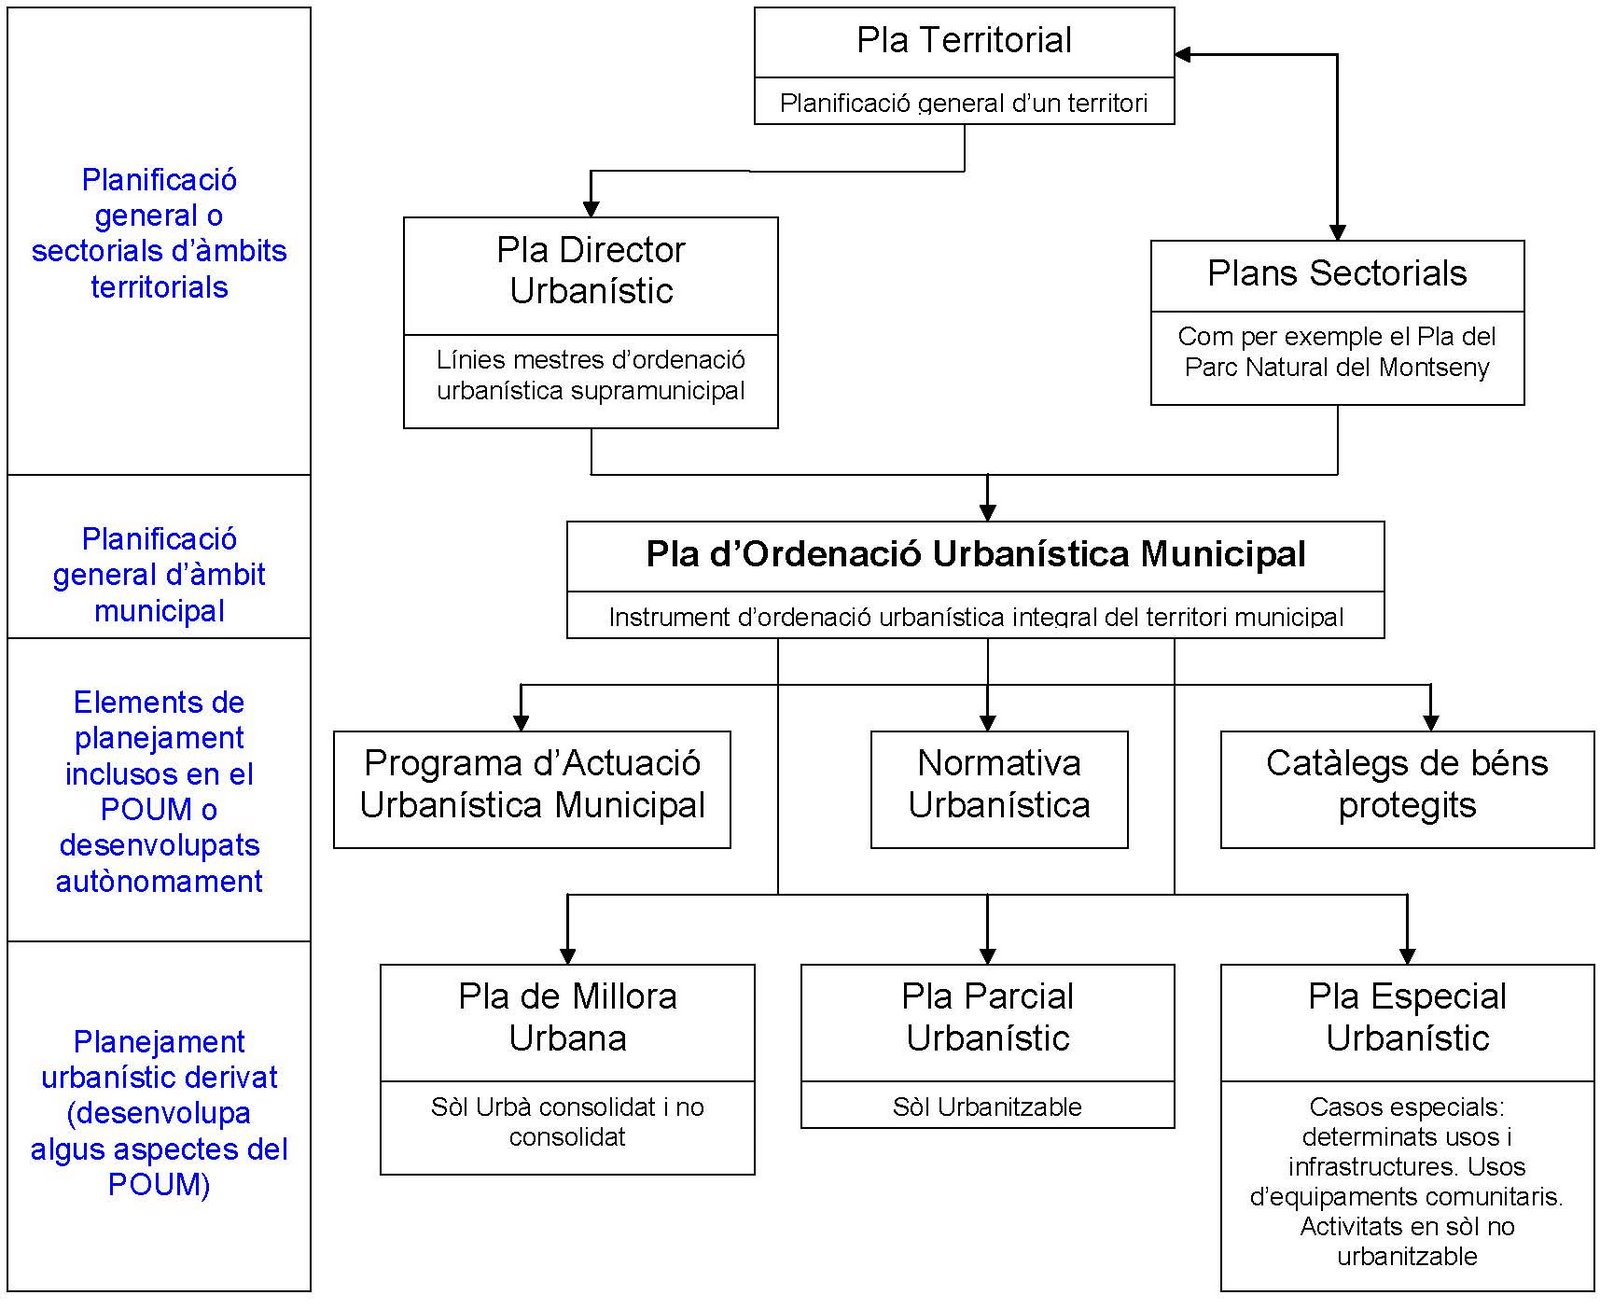 Pla Territorial
Planificació general d'un territori
Planificació
general o
sectorials d'àmbits
territorials
Pla Director
Urbanístic
Línies mestres d'ordenació
urbanística supramunicipal
Plans Sectorials
Com per exemple el Pla del
Parc Natural del Montseny
Planificació
general d'àmbit
municipal
Pla d'Ordenació Urbanística Municipal
Instrument d'ordenació urbanística integral del territori municipal
Elements de
planejament
inclusos en el
POUM o
desenvolupats
autònomament
Programa d'Actuació
Urbanística Municipal
Normativa
Urbanística
Catàlegs de béns
protegits
Planejament
urbanístic derivat
(desenvolupa
algus aspectes del
POUM)
Pla de Millora
Urbana
Sòl Urbà consolidat i no
consolidat
Pla Parcial
Urbanístic
Sòl Urbanitzable
Pla Especial
Urbanístic
Casos especials:
determinats usos i
infrastructures. Usos
d'equipaments comunitaris.
Activitats en sòl no
urbanitzable